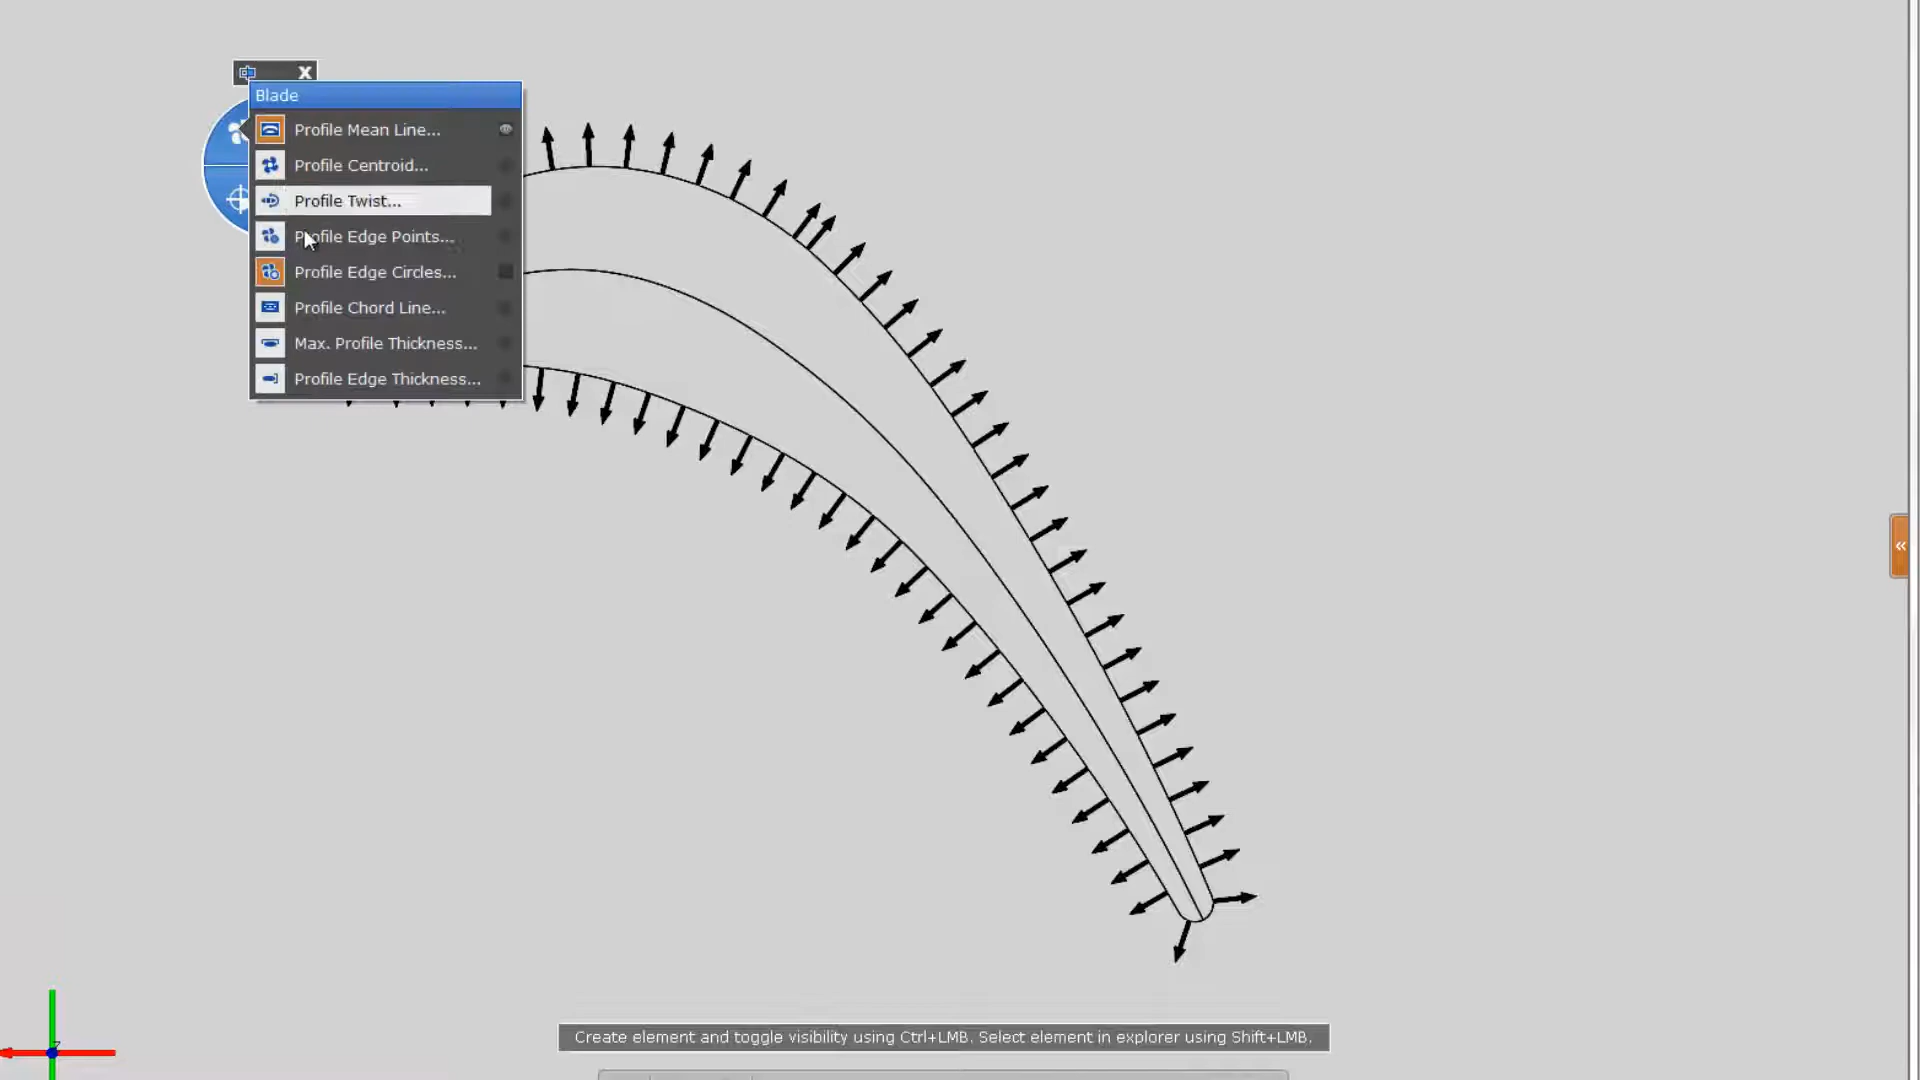 X
Blade
Profile Mean Line...
Profile Centroid...
Profile Twist...
Profile Edge Points...
Profile Edge Circles...
Profile Chord Line...
Max. Profile Thickness...
Profile Edge Thickness...
«
Create element and toggle visibility using Ctrl+LMB. Select element in explorer using Shift+LMB.
Z